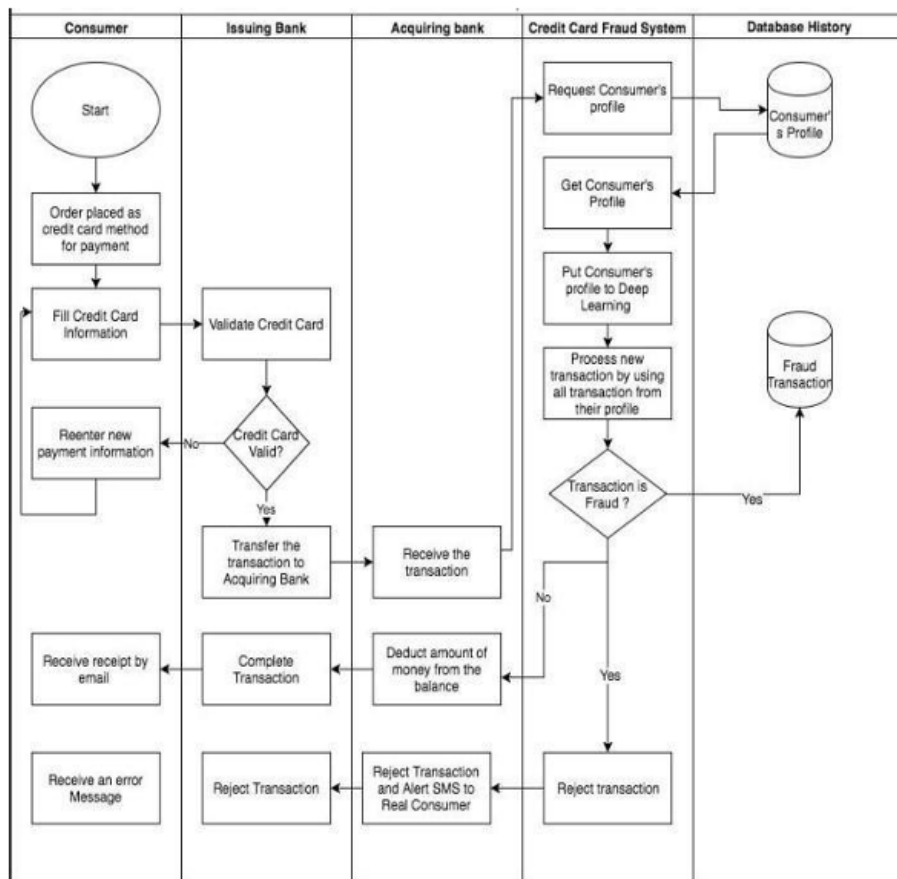 Consumer
Issuing Bank
Acquiring bank
Credit Card Fraud System
Database History
Start
Request Consumer's
profile
Consumer'
s Profile
Get Consumer's
Profile
Order placed as
credit card method
for payment
Put Consumer's
profile to Deep
Learning
Fill Credit Card
Information
Validate Credit Card
Process new
transaction by using
all transaction from
their profile
Fraud
Transaction
Reenter new
payment information
No
Credit Card
Valid?
Transaction is
Fraud ?
Yes
Yes
Transfer the
transaction to
Acquiring Bank
Receive the
transaction
No
Receive receipt by
email
Complete
Transaction
Deduct amount of
money from the
balance
Yes
Receive an error
Message
Reject Transaction
Reject Transaction
and Alert SMS to
Real Consumer
Reject transaction